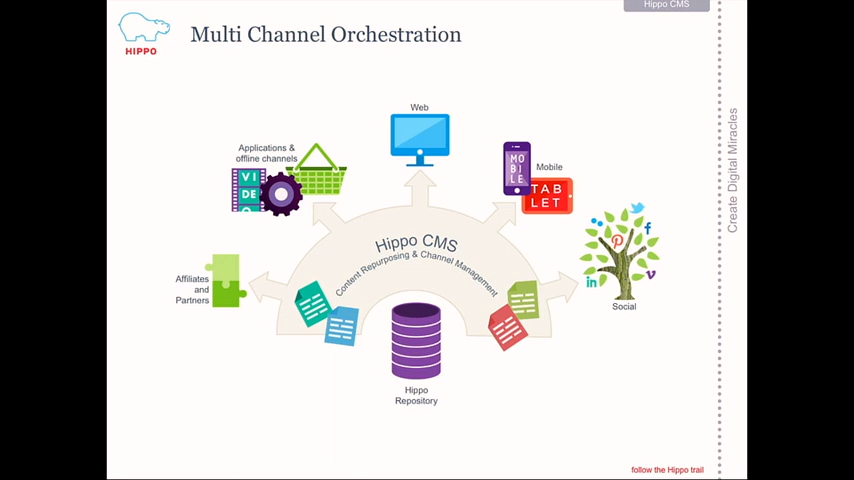 Hippo CMS
HIPPO
Multi Channel Orchestration
Create Digital Miracles
Web
Applications &
offline channels
VI
DE
O
MO
BI
LE
Mobile
TAB
LET
Hippo CMS
Content Repurposing & Channel Management
Affiliates
and
Partners
in
f
p
v
Social
Hippo
Repository
follow the Hippo trail